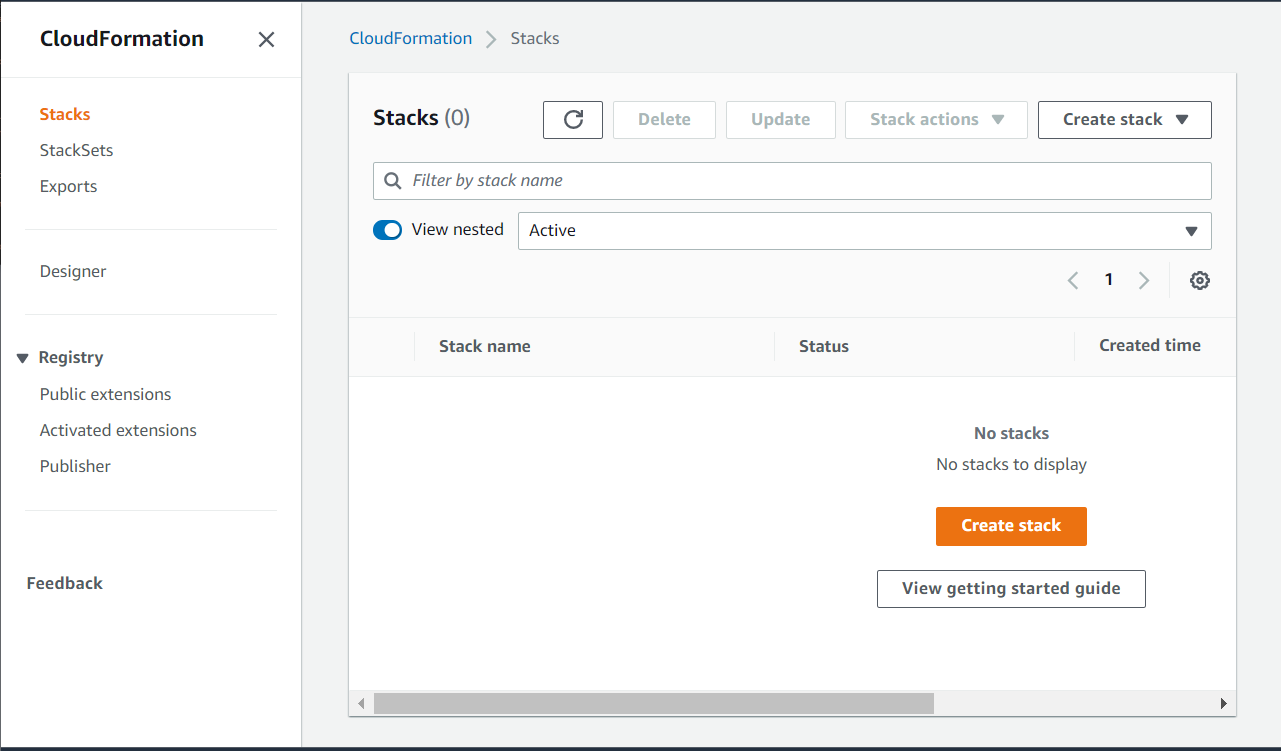 CloudFormation
Stacks
StackSets
Exports
Designer
Registry
Public extensions
Activated extensions
Publisher
Feedback
CloudFormation Stacks
Stacks (0) Delete Update Stack actions Create stack
Filter by stack name
View nested Active
1
Stack name Status Created time
No stacks
No stacks to display
Create stack
View getting started guide